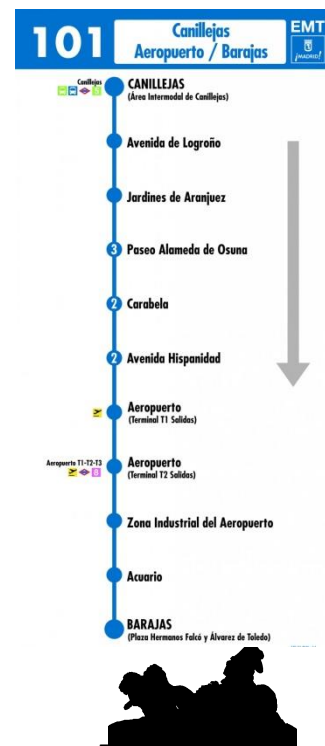 101
Canillejas
Aeropuerto / Barajas
EMT
¡MADRID!
Canillejas
CANILLEJAS
(Área Intermodal de Canillejas)
Avenida de Logroño
Jardines de Aranjuez
3 Paseo Alameda de Osuna
2 Carabela
2 Avenida Hispanidad
Aeropuerto
(Terminal T1 Salidas)
Aeropuerto T1-T2-T3
8
Aeropuerto
(Terminal T2 Salidas)
Zona Industrial del Aeropuerto
Acuario
BARAJAS
(Plaza Hermanos Falcó y Álvarez de Toledo)